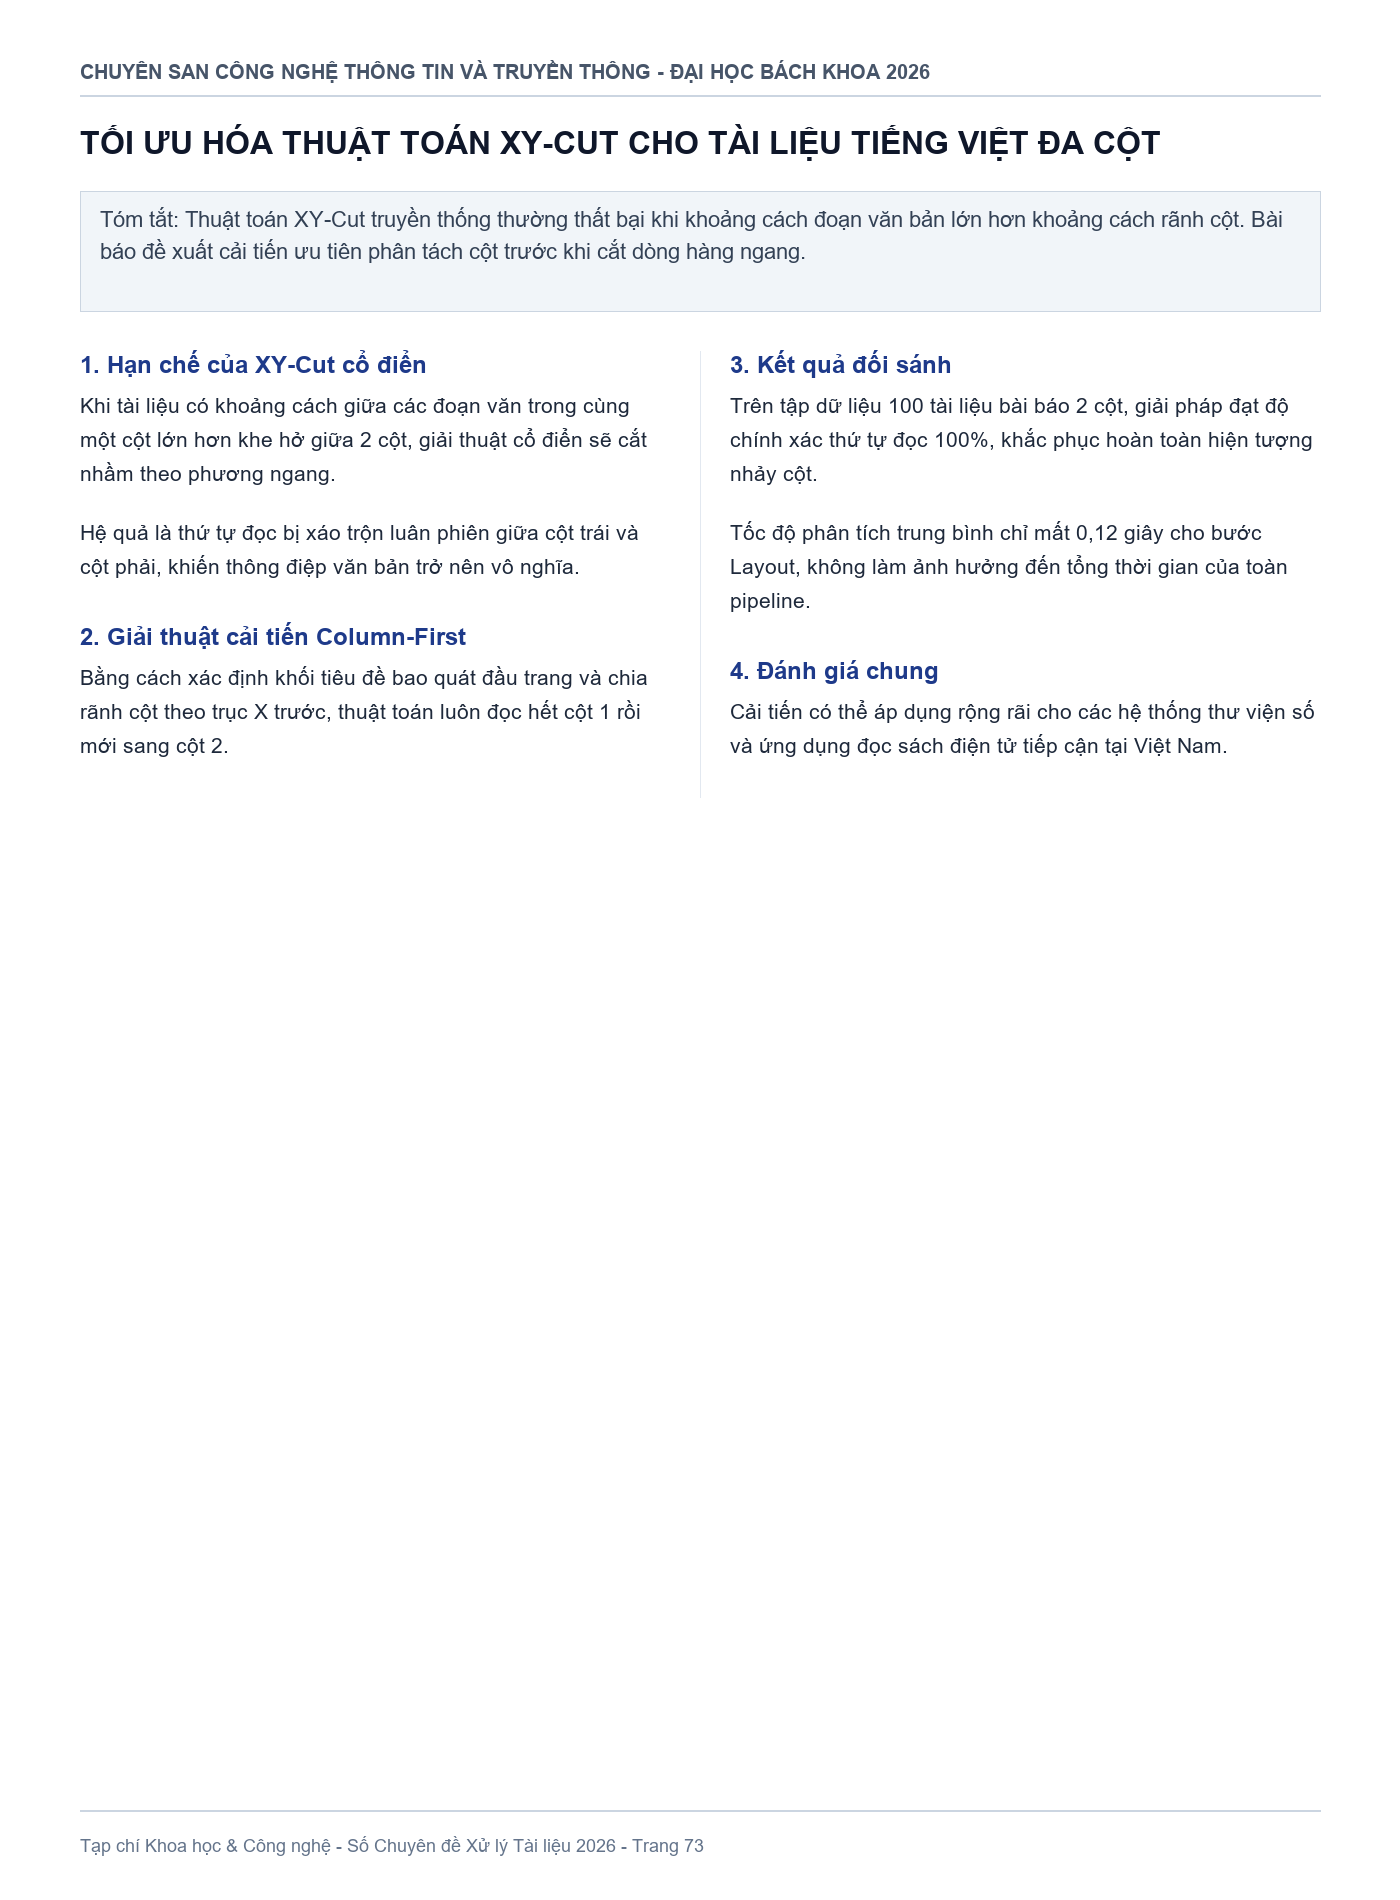 CHUYÊN SAN CÔNG NGHỆ THÔNG TIN VÀ TRUYỀN THÔNG - ĐẠI HỌC BÁCH KHOA 2026
TỐI ƯU HÓA THUẬT TOÁN XY-CUT CHO TÀI LIỆU TIẾNG VIỆT ĐA CỘT
Tóm tắt: Thuật toán XY-Cut truyền thống thường thất bại khi khoảng cách đoạn văn bản lớn hơn khoảng cách rãnh cột. Bài
báo đề xuất cải tiến ưu tiên phân tách cột trước khi cắt dòng hàng ngang.
1. Hạn chế của XY-Cut cổ điển
Khi tài liệu có khoảng cách giữa các đoạn văn trong cùng
một cột lớn hơn khe hở giữa 2 cột, giải thuật cổ điển sẽ cắt
nhầm theo phương ngang.
Hệ quả là thứ tự đọc bị xáo trộn luân phiên giữa cột trái và
cột phải, khiến thông điệp văn bản trở nên vô nghĩa.
2. Giải thuật cải tiến Column-First
Bằng cách xác định khối tiêu đề bao quát đầu trang và chia
rãnh cột theo trục X trước, thuật toán luôn đọc hết cột 1 rồi
mới sang cột 2.
3. Kết quả đối sánh
Trên tập dữ liệu 100 tài liệu bài báo 2 cột, giải pháp đạt độ
chính xác thứ tự đọc 100%, khắc phục hoàn toàn hiện tượng
nhảy cột.
Tốc độ phân tích trung bình chỉ mất 0,12 giây cho bước
Layout, không làm ảnh hưởng đến tổng thời gian của toàn
pipeline.
4. Đánh giá chung
Cải tiến có thể áp dụng rộng rãi cho các hệ thống thư viện số
và ứng dụng đọc sách điện tử tiếp cận tại Việt Nam.
Tạp chí Khoa học & Công nghệ - Số Chuyên đề Xử lý Tài liệu 2026 - Trang 73